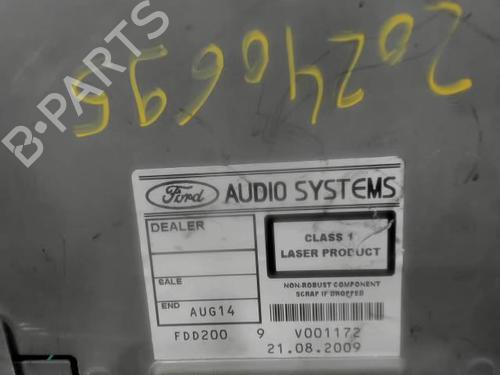 20240695
B-PARTS
Ford AUDIO SYSTEMS
DEALER
SALE
END AUG14
CLASS 1
LASER PRODUCT
NON-ROBUST COMPONENT
SCRAP IF DROPPED
FDD200 9 V001172
21.08.2009